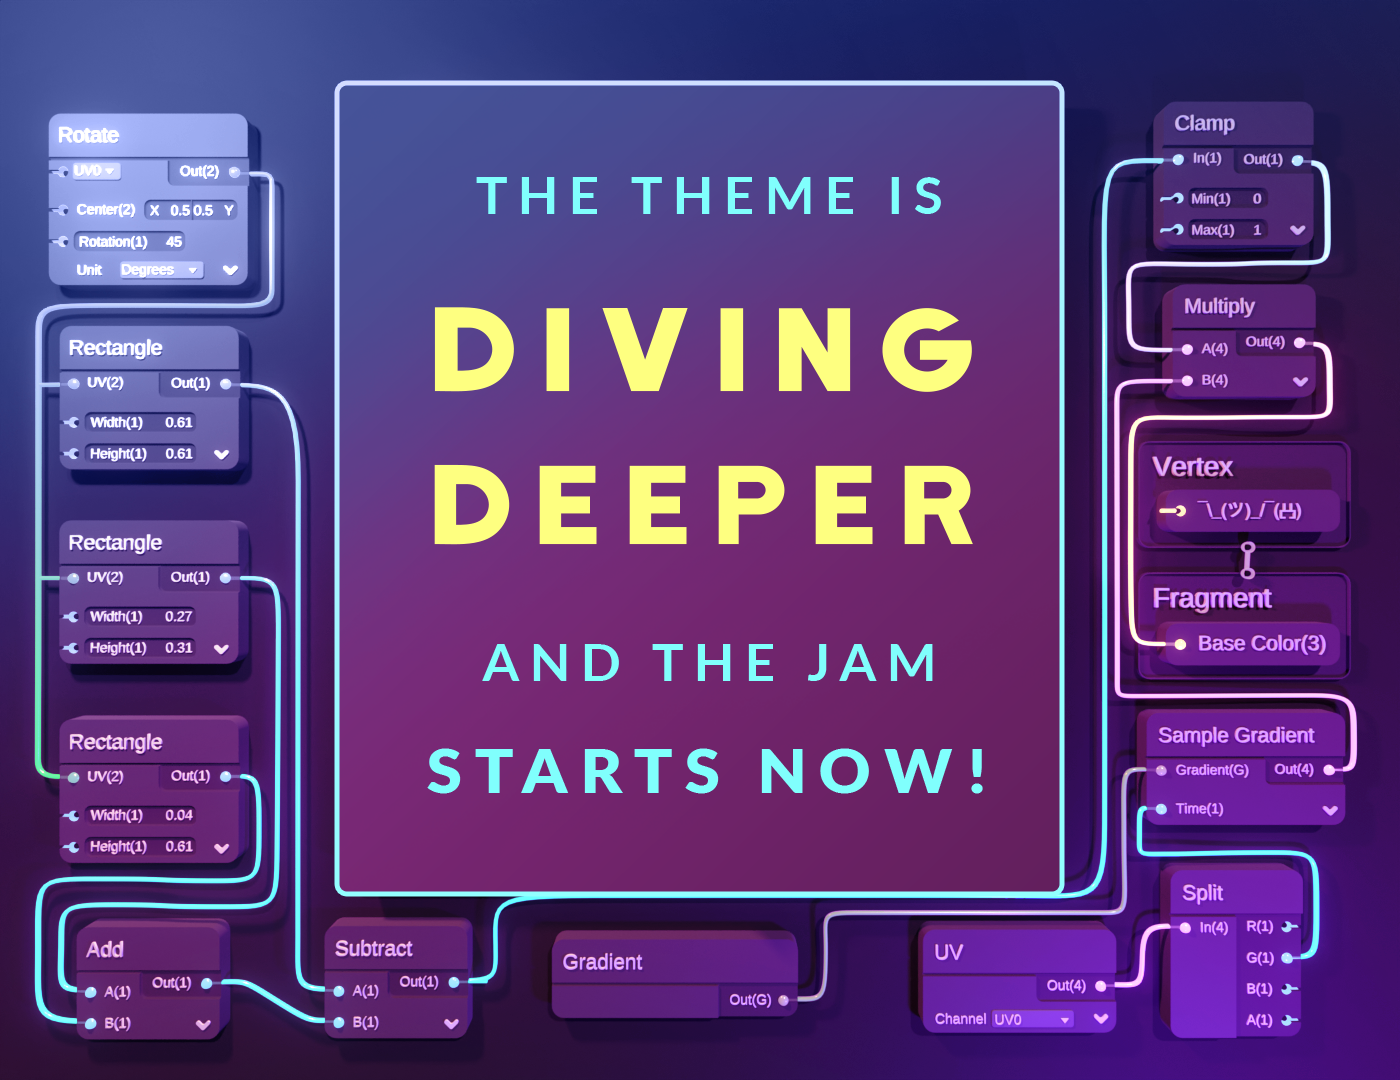 THE THEME IS
DIVING
DEEPER
AND THE JAM
STARTS NOW!
Rotate
UV0
Out(2)
Center(2) X 0.5 0.5 Y
Rotation(1) 45
Unit Degrees
Rectangle
UV(2) Out(1)
Width(1) 0.61
Height(1) 0.61
Rectangle
UV(2) Out(1)
Width(1) 0.27
Height(1) 0.31
Rectangle
UV(2) Out(1)
Width(1) 0.04
Height(1) 0.61
Add
Out(1)
A(1)
B(1)
Subtract
Out(1)
A(1)
B(1)
Gradient
Out(G)
UV
Out(4)
Channel UV0
Clamp
In(1) Out(1)
Min(1) 0
Max(1) 1
Multiply
A(4) Out(4)
B(4)
Vertex
¯\_(ツ)_/¯
Fragment
Base Color(3)
Sample Gradient
Gradient(G) Out(4)
Time(1)
Split
In(4) R(1)
G(1)
B(1)
A(1)